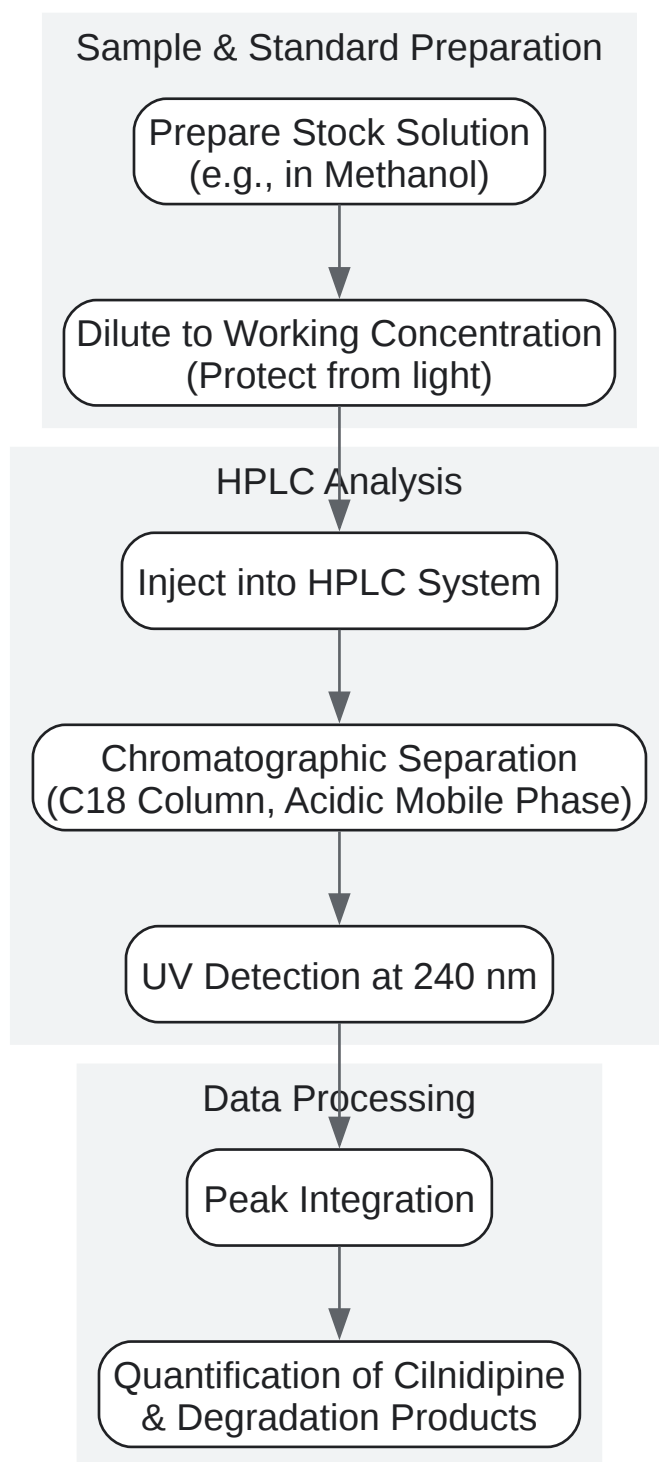 Sample & Standard Preparation
Prepare Stock Solution
(e.g., in Methanol)
Dilute to Working Concentration
(Protect from light)
HPLC Analysis
Inject into HPLC System
Chromatographic Separation
(C18 Column, Acidic Mobile Phase)
UV Detection at 240 nm
Data Processing
Peak Integration
Quantification of Cilnidipine
& Degradation Products